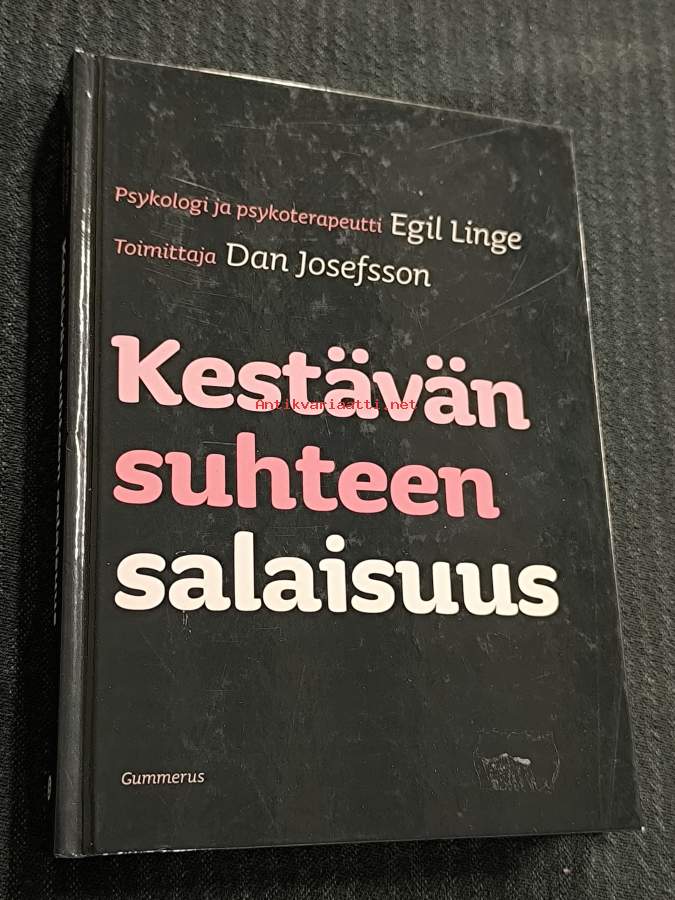 Psykologi ja psykoterapeutti Egil Linge
Toimittaja Dan Josefsson
Kestävän
Antikvariaatti.net
suhteen
salaisuus
Gummerus